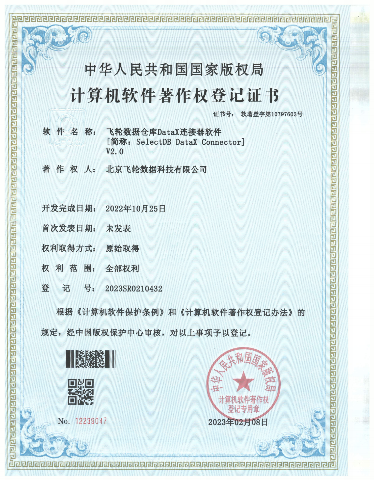 中华人民共和国国家版权局
计算机软件著作权登记证书
证书号： 软著登字第10797603号
软件名称： 飞轮数据仓库DataX连接器软件
[简称：SelectDB DataX Connector]
V2.0
著作权人： 北京飞轮数据科技有限公司
开发完成日期： 2022年10月25日
首次发表日期： 未发表
权利取得方式： 原始取得
权利范围： 全部权利
登记号： 2023SR0210432
根据《计算机软件保护条例》和《计算机软件著作权登记办法》的
规定，经中国版权保护中心审核，对以上事项予以登记。
中华人民共和国国家版权局
计算机软件著作权
登记专用章
No.
2023年02月08日